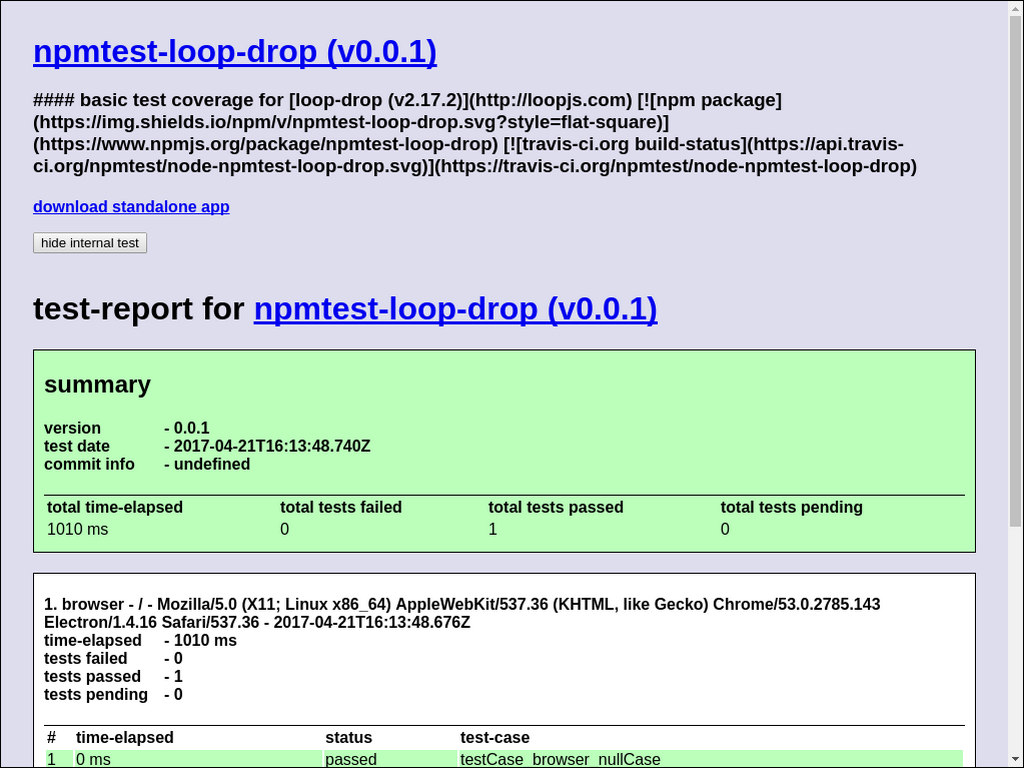 npmtest-loop-drop (v0.0.1)
#### basic test coverage for [loop-drop (v2.17.2)](http://loopjs.com) [![npm package]
(https://img.shields.io/npm/v/npmtest-loop-drop.svg?style=flat-square)]
(https://www.npmjs.org/package/npmtest-loop-drop) [![travis-ci.org build-status](https://api.travis-
ci.org/npmtest/node-npmtest-loop-drop.svg)](https://travis-ci.org/npmtest/node-npmtest-loop-drop)
download standalone app
hide internal test
test-report for npmtest-loop-drop (v0.0.1)
summary
version - 0.0.1
test date - 2017-04-21T16:13:48.740Z
commit info - undefined
total time-elapsed total tests failed total tests passed total tests pending
1010 ms 0 1 0
1. browser - / - Mozilla/5.0 (X11; Linux x86_64) AppleWebKit/537.36 (KHTML, like Gecko) Chrome/53.0.2785.143
Electron/1.4.16 Safari/537.36 - 2017-04-21T16:13:48.676Z
time-elapsed - 1010 ms
tests failed - 0
tests passed - 1
tests pending - 0
# time-elapsed status test-case
1 0 ms passed testCase_browser_nullCase